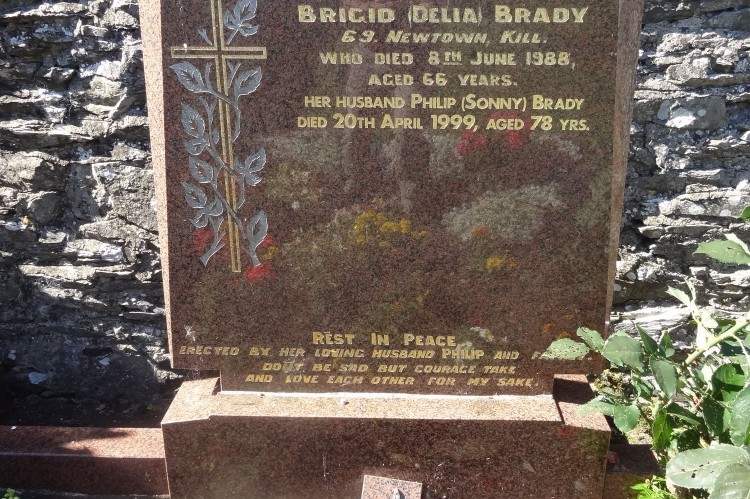 BRIGID (DELIA) BRADY
69 NEWTOWN, KILL.
WHO DIED 8TH JUNE 1988,
AGED 66 YEARS.
HER HUSBAND PHILIP (SONNY) BRADY
DIED 20TH APRIL 1999, AGED 78 YRS.
REST IN PEACE
ERECTED BY HER LOVING HUSBAND PHILIP AND
DON'T BE SAD BUT COURAGE TAKE
AND LOVE EACH OTHER FOR MY SAKE.